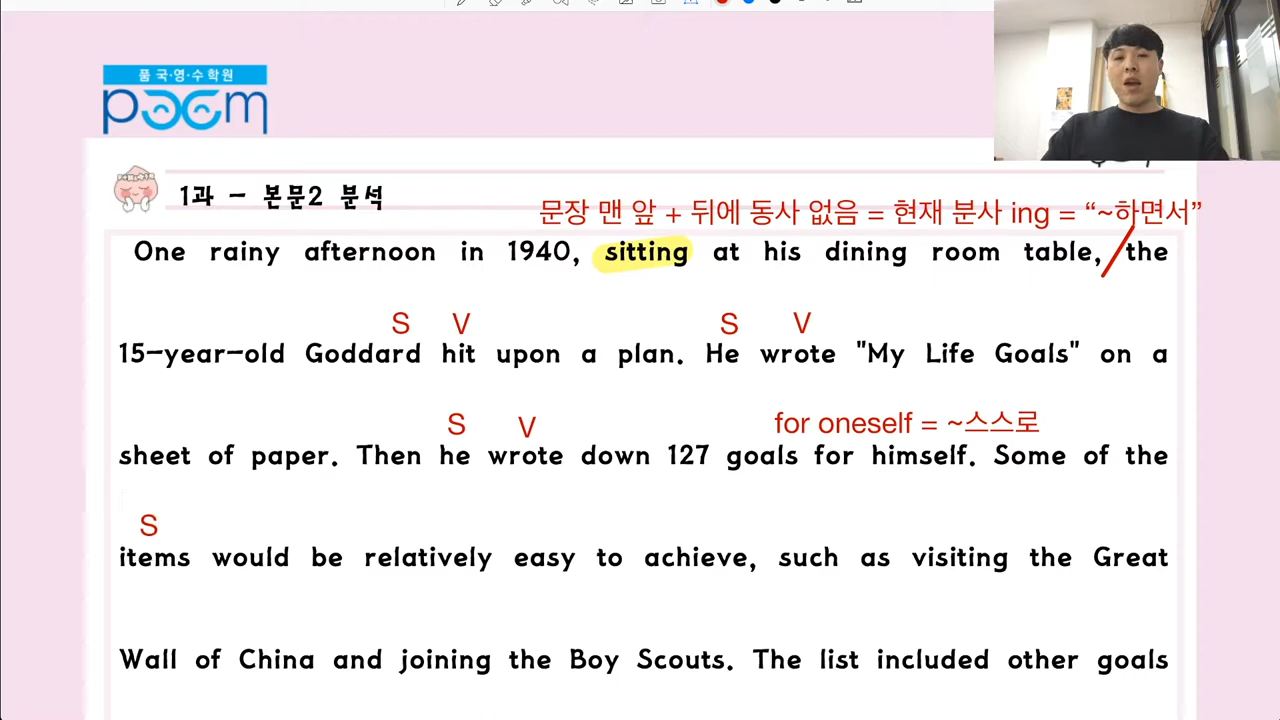 품 국·영·수 학원
poem
1과 - 본문2 분석
문장 맨 앞 + 뒤에 동사 없음 = 현재 분사 ing = “~하면서”
One rainy afternoon in 1940, sitting at his dining room table, the
S V S V
15-year-old Goddard hit upon a plan. He wrote "My Life Goals" on a
S V for oneself = ~스스로
sheet of paper. Then he wrote down 127 goals for himself. Some of the
S
items would be relatively easy to achieve, such as visiting the Great
Wall of China and joining the Boy Scouts. The list included other goals